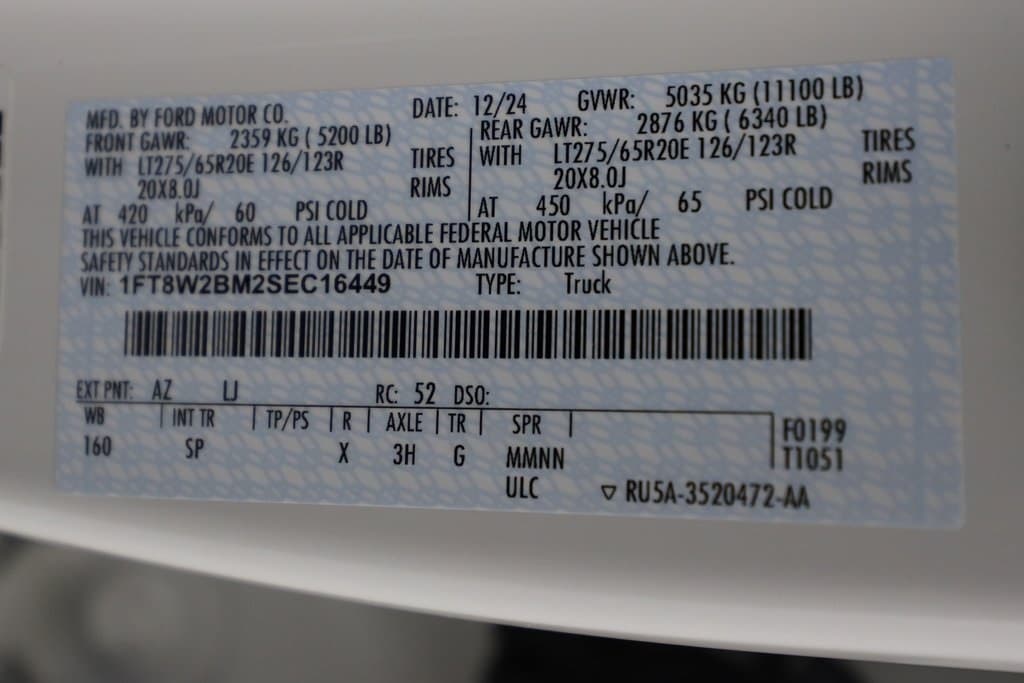 MFD. BY FORD MOTOR CO. DATE: 12/24 GVWR: 5035 KG (11100 LB)
FRONT GAWR: 2359 KG ( 5200 LB) REAR GAWR: 2876 KG ( 6340 LB)
WITH LT275/65R20E 126/123R TIRES WITH LT275/65R20E 126/123R TIRES
20X8.0J RIMS 20X8.0J RIMS
AT 420 kPa/ 60 PSI COLD AT 450 kPa/ 65 PSI COLD
THIS VEHICLE CONFORMS TO ALL APPLICABLE FEDERAL MOTOR VEHICLE
SAFETY STANDARDS IN EFFECT ON THE DATE OF MANUFACTURE SHOWN ABOVE.
VIN: 1FT8W2BM2SEC16449 TYPE: Truck
EXT PNT: AZ LJ RC: 52 DSO:
WB INT TR TP/PS R AXLE TR SPR F0199
160 SP X 3H G MMNN T1051
ULC ▽ RU5A-3520472-AA